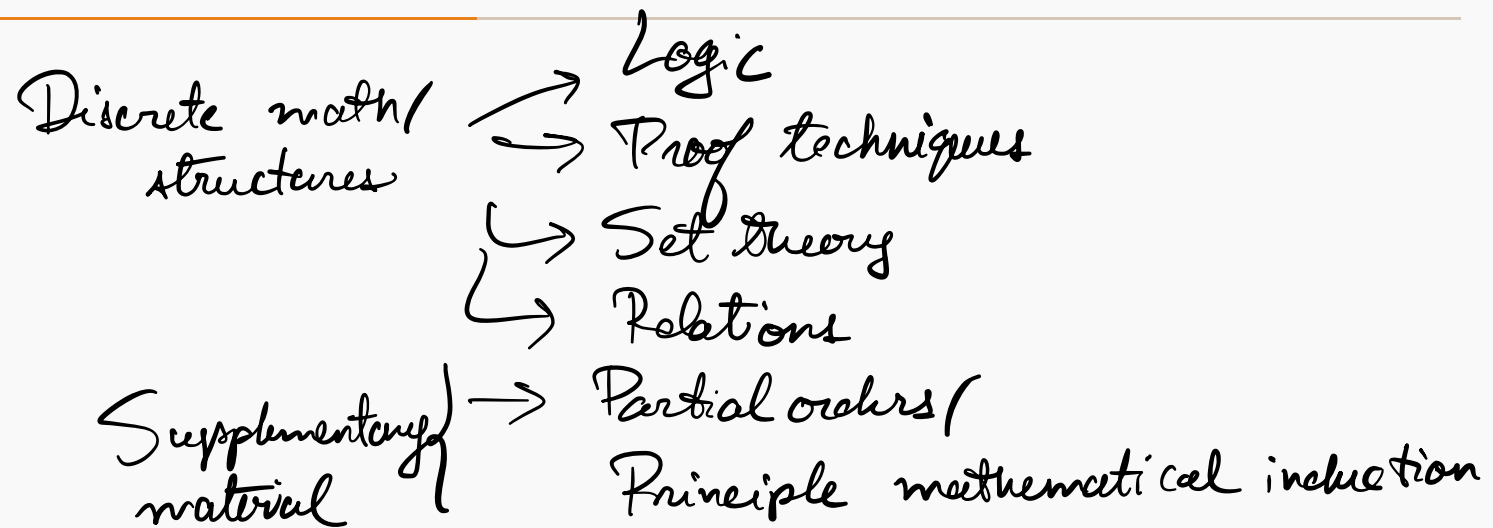 Logic
Discrete math/
Proof techniques
structures
Set theory
Relations
Partial orders/
Supplementary
Principle mathematical induction
material